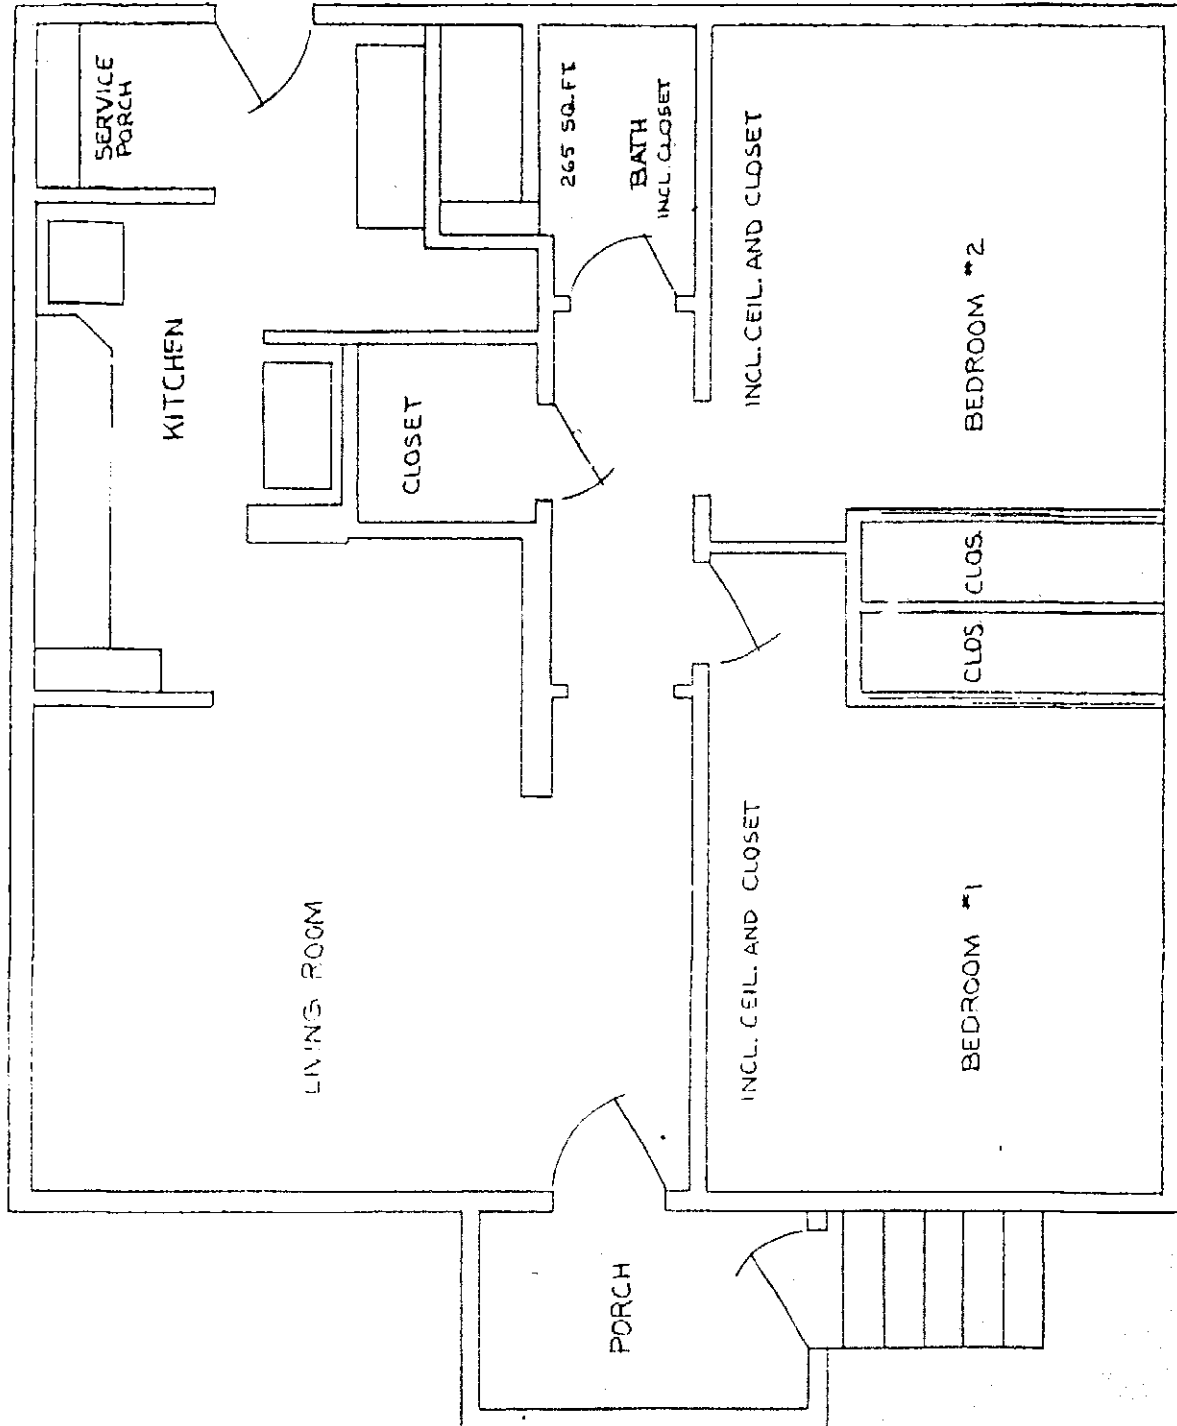 SERVICE
PORCH
KITCHEN
CLOSET
265 SQ.FT
BATH
INCL. CLOSET
INCL. CEIL. AND CLOSET
BEDROOM #2
CLOS.
CLOS.
LIVING ROOM
INCL. CEIL. AND CLOSET
BEDROOM #1
PORCH